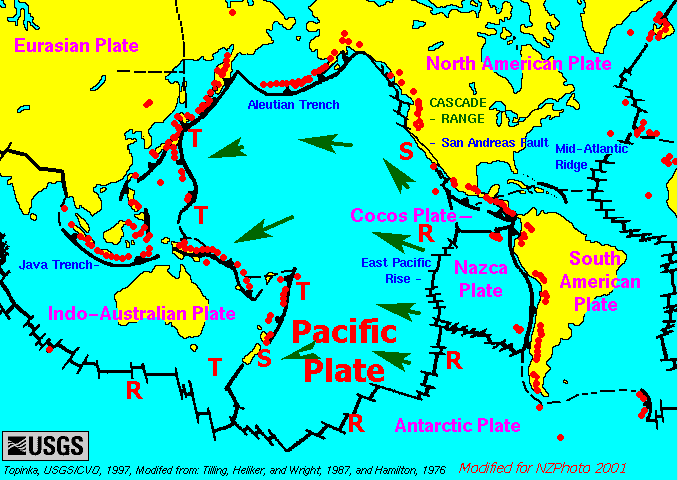 Eurasian Plate
North American Plate
Aleutian Trench
CASCADE
- RANGE
T
- San Andreas Fault
Mid-Atlantic
Ridge
S
T
Cocos Plate-
R
Java Trench-
East Pacific
Rise -
Nazca
Plate
South
American
Plate
T
Indo-Australian Plate
Pacific
Plate
S
T
R
R
R
Antarctic Plate
USGS
Topinka, USGS/CVO, 1997, Modifed from: Tilling, Heliker, and Wright, 1987, and Hamilton, 1976
Modified for NZPhoto 2001